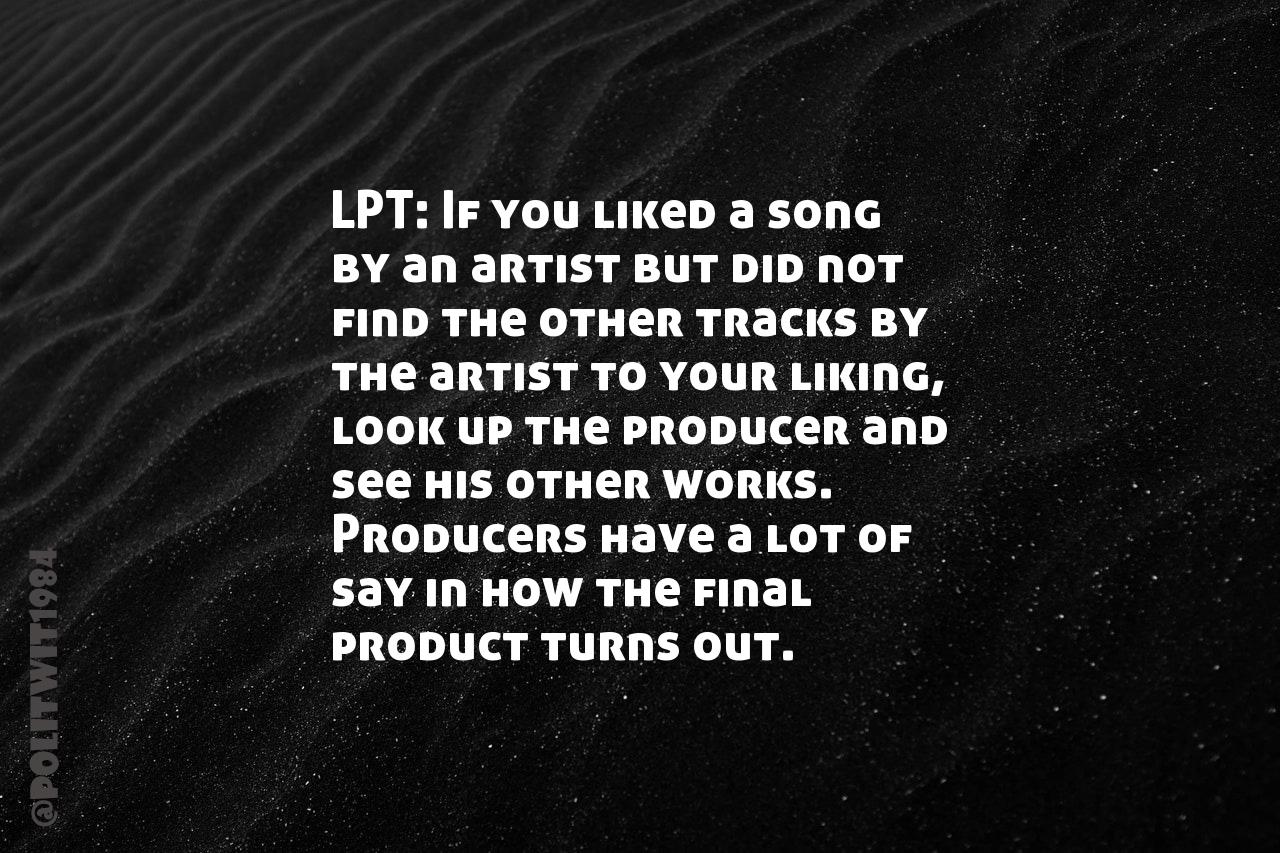 LPT: If you liked a song
by an artist but did not
find the other tracks by
the artist to your liking,
look up the producer and
see his other works.
Producers have a lot of
say in how the final
product turns out.
@politwit1984